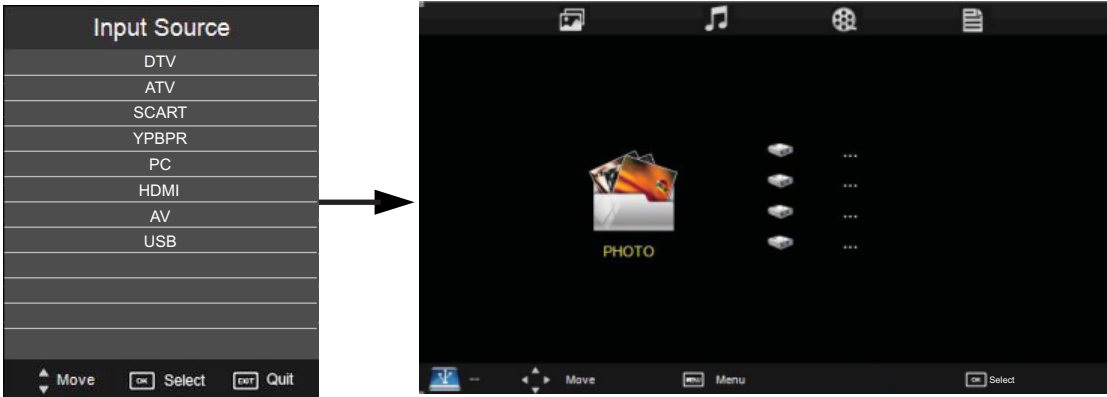 Input Source
DTV
ATV
SCART
YPBPR
PC
HDMI
AV
USB
Move OK Select EXIT Quit
...
...
...
...
PHOTO
-- Move MENU Menu OK Select